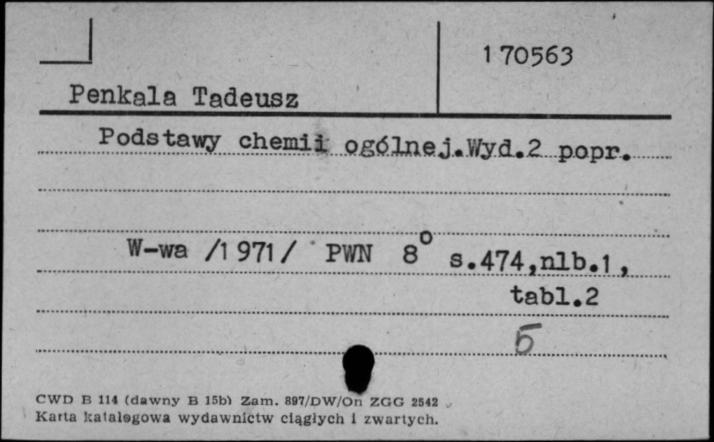 170563
Penkala Tadeusz
Podstawy chemii ogólnej.Wyd.2 popr.
W-wa /1971/ PWN 8° s.474,nlb.1,
tabl.2
5
CWD B 114 (dawny B 15b) Zam. 897/DW/On ZGG 2542
Karta katalogowa wydawnictw ciągłych i zwartych.